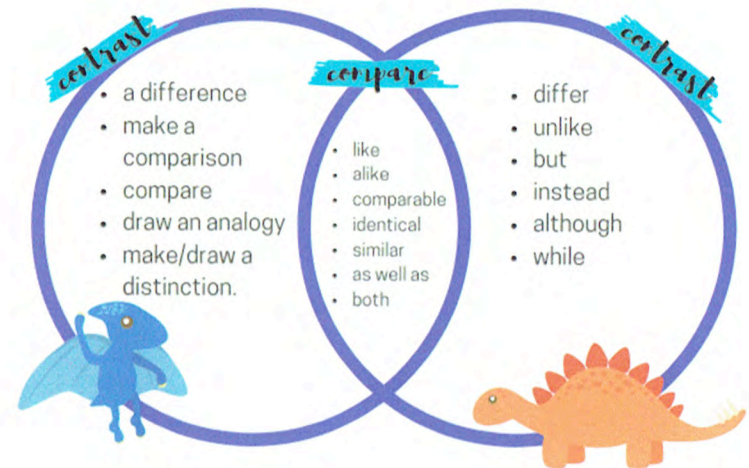 contrast
• a difference
• make a
comparison
• compare
• draw an analogy
• make/draw a
distinction.
compare
• like
• alike
• comparable
• identical
• similar
• as well as
• both
contrast
• differ
• unlike
• but
• instead
• although
• while